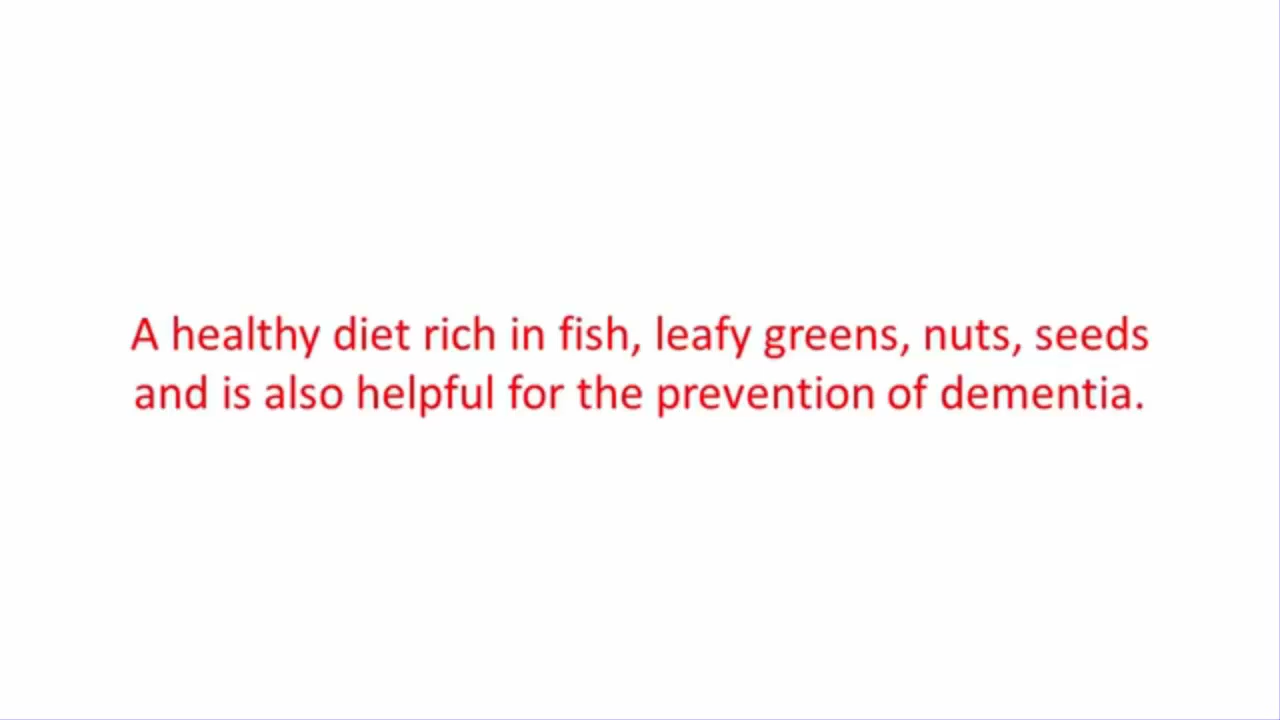 A healthy diet rich in fish, leafy greens, nuts, seeds
and is also helpful for the prevention of dementia.